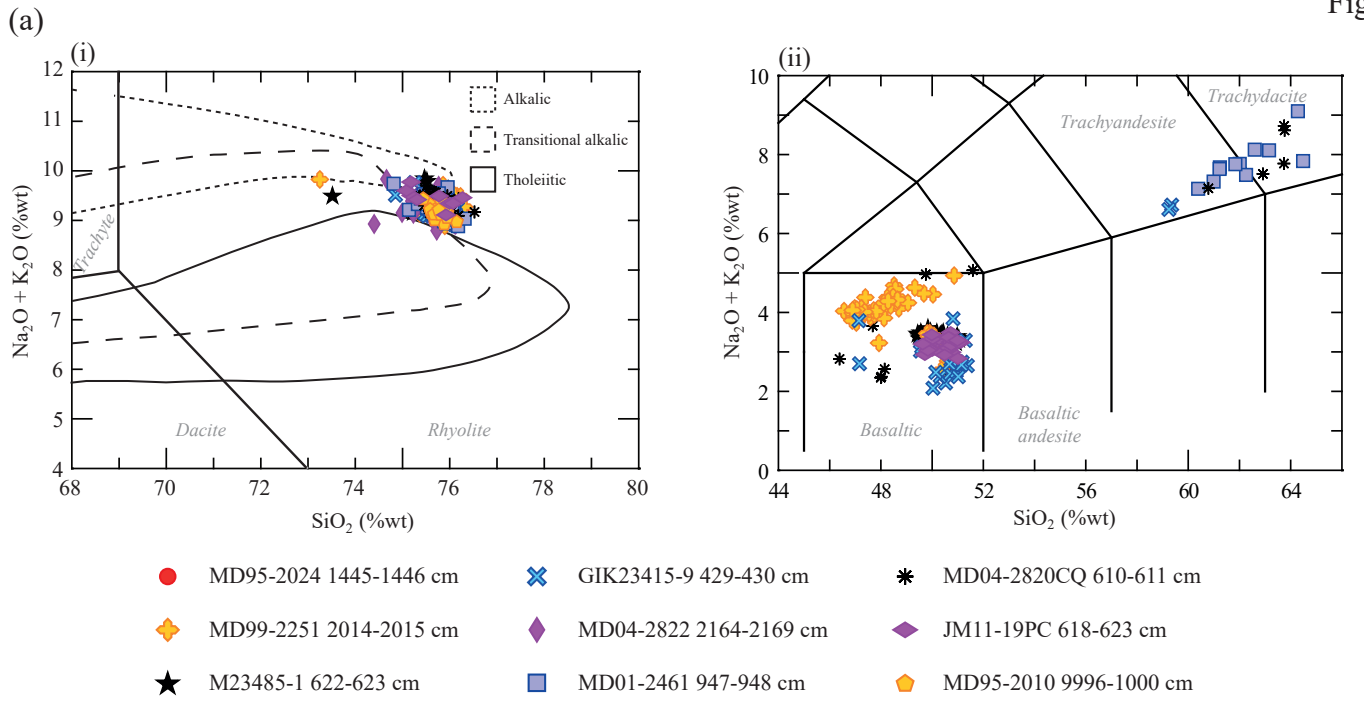 Fig
(a)
(i)
12
11
10
9
8
7
6
5
4
Na₂O + K₂O (%wt)
Alkalic
Transitional alkalic
Tholeiitic
Trachyte
Dacite
Rhyolite
68 70 72 74 76 78 80
SiO₂ (%wt)
(ii)
10
8
6
4
2
0
Na₂O + K₂O (%wt)
Trachydacite
Trachyandesite
Basaltic
Basaltic
andesite
44 48 52 56 60 64
SiO₂ (%wt)
MD95-2024 1445-1446 cm
GIK23415-9 429-430 cm
MD04-2820CQ 610-611 cm
MD99-2251 2014-2015 cm
MD04-2822 2164-2169 cm
JM11-19PC 618-623 cm
M23485-1 622-623 cm
MD01-2461 947-948 cm
MD95-2010 9996-1000 cm